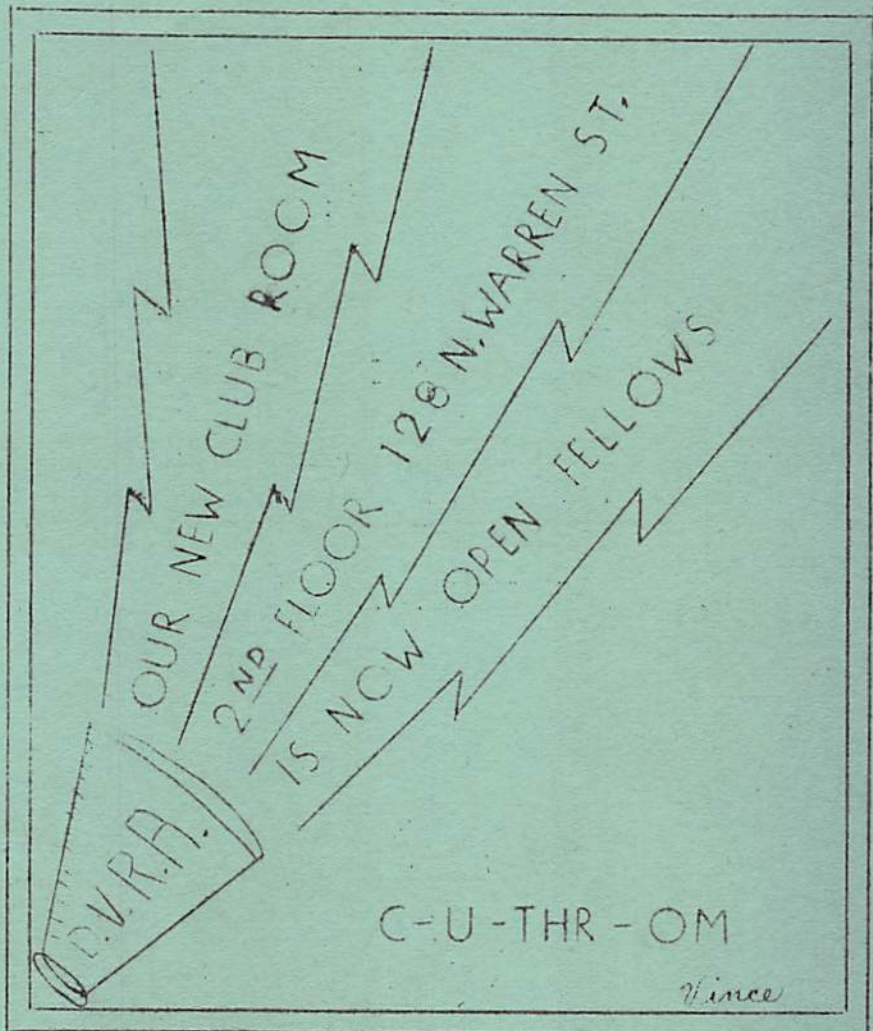 OUR NEW CLUB ROOM
2ND FLOOR 128 N. WARREN ST.
IS NOW OPEN FELLOWS
D.V.R.A.
C-U-THR-OM
Vince